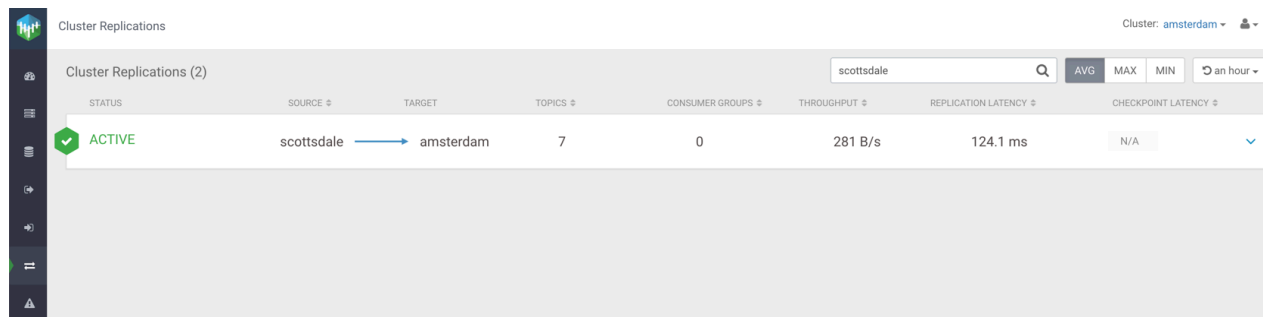 Cluster Replications
Cluster: amsterdam
Cluster Replications (2)
scottsdale
AVG MAX MIN
an hour
STATUS SOURCE TARGET TOPICS CONSUMER GROUPS THROUGHPUT REPLICATION LATENCY CHECKPOINT LATENCY
ACTIVE scottsdale amsterdam 7 0 281 B/s 124.1 ms N/A